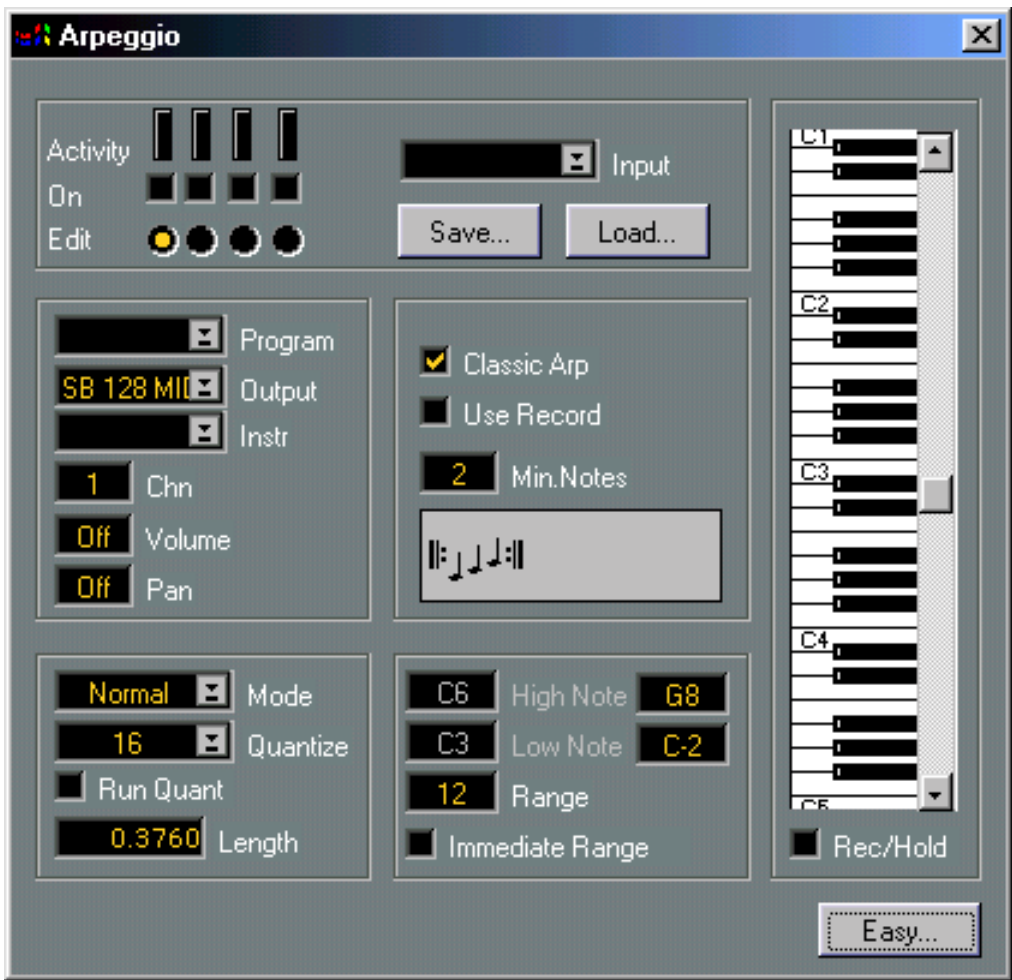 Arpeggio
Activity
On
Edit
Input
Save...
Load...
Program
SB 128 MID Output
Instr
1 Chn
Off Volume
Off Pan
Classic Arp
Use Record
2 Min.Notes
Normal Mode
16 Quantize
Run Quant
0.3760 Length
C6 High Note G8
C3 Low Note C-2
12 Range
Immediate Range
C1
C2
C3
C4
C5
Rec/Hold
Easy...